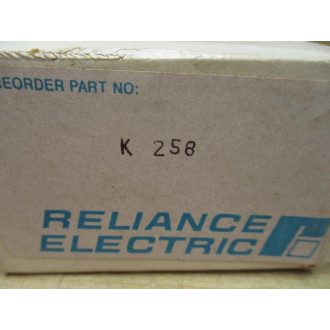 REORDER PART NO:
K 258
RELIANCE
ELECTRIC